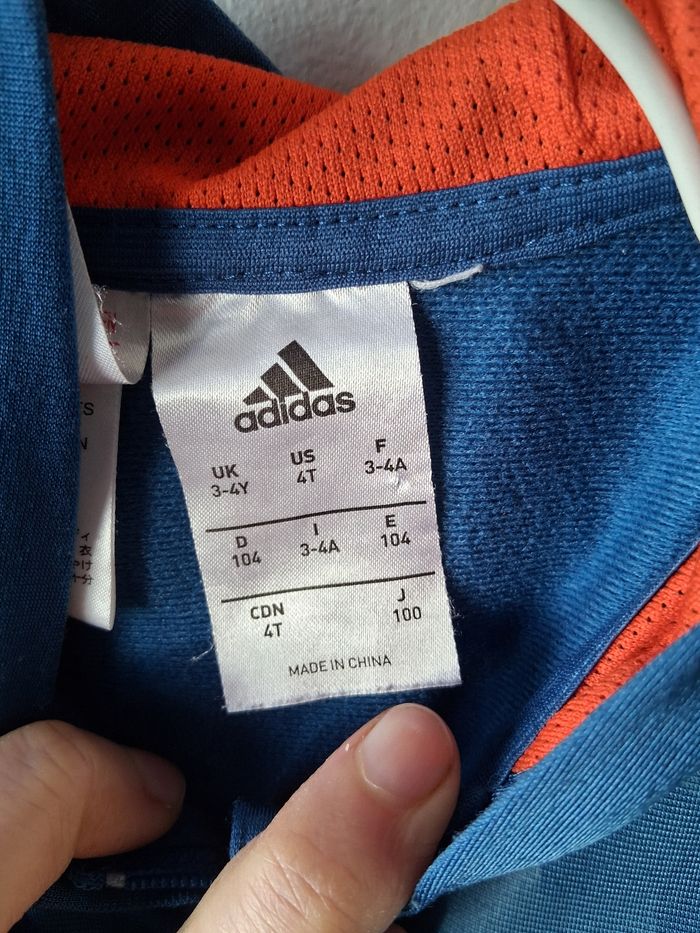 adidas
UK US F
3-4Y 4T 3-4A
D I E
104 3-4A 104
CDN J
4T 100
MADE IN CHINA